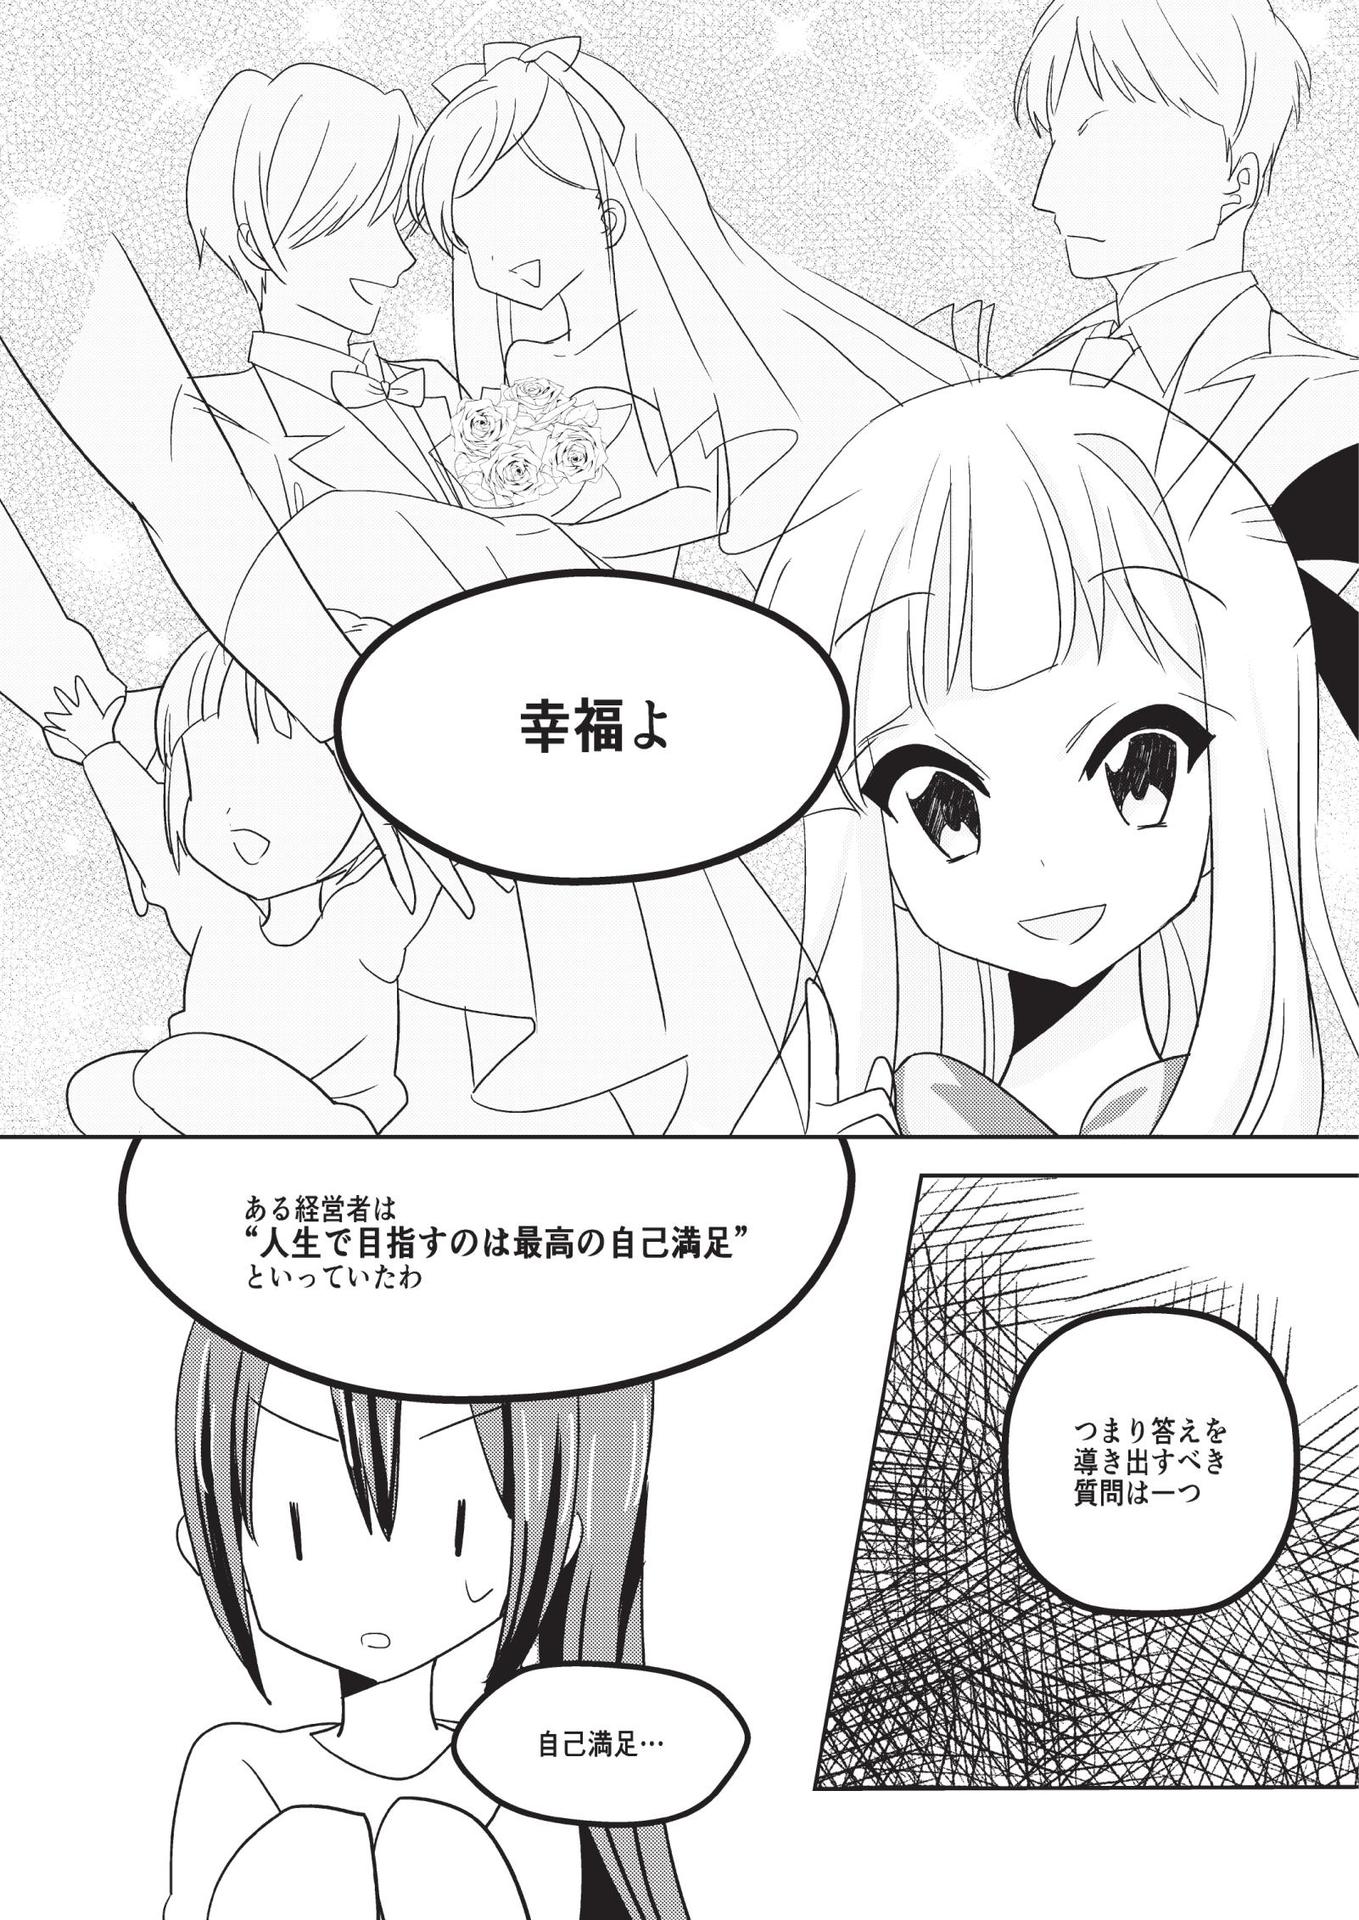 幸福よ
ある経営者は
“人生で目指すのは最高の自己満足”
といっていたわ
自己満足…
つまり答えを
導き出すべき
質問は一つ